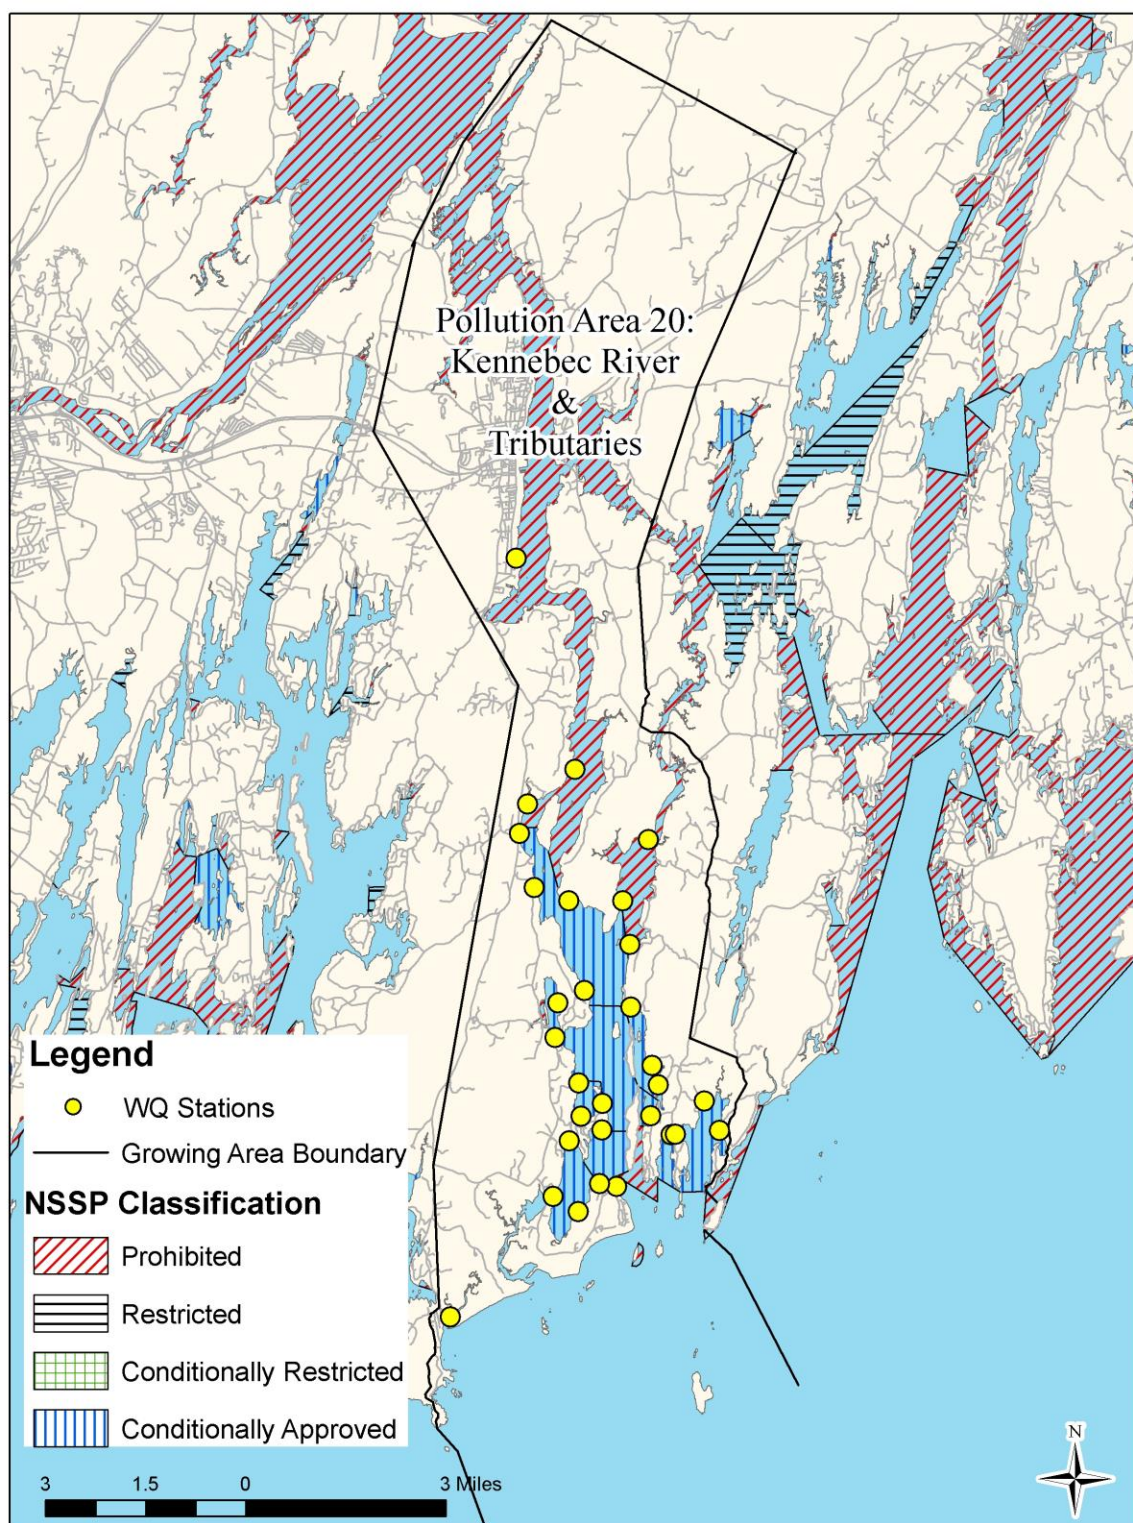 Pollution Area 20:
Kennebec River
&
Tributaries
Legend
WQ Stations
Growing Area Boundary
NSSP Classification
Prohibited
Restricted
Conditionally Restricted
Conditionally Approved
3 1.5 0 3 Miles
N